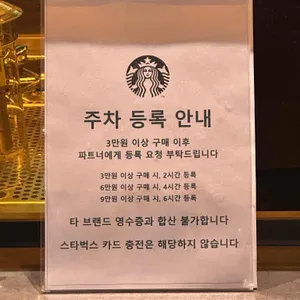 주차 등록 안내
3만원 이상 구매 이후
파트너에게 등록 요청 부탁드립니다
3만원 이상 구매 시, 2시간 등록
6만원 이상 구매 시, 4시간 등록
9만원 이상 구매 시, 6시간 등록
타 브랜드 영수증과 합산 불가합니다
스타벅스 카드 충전은 해당하지 않습니다